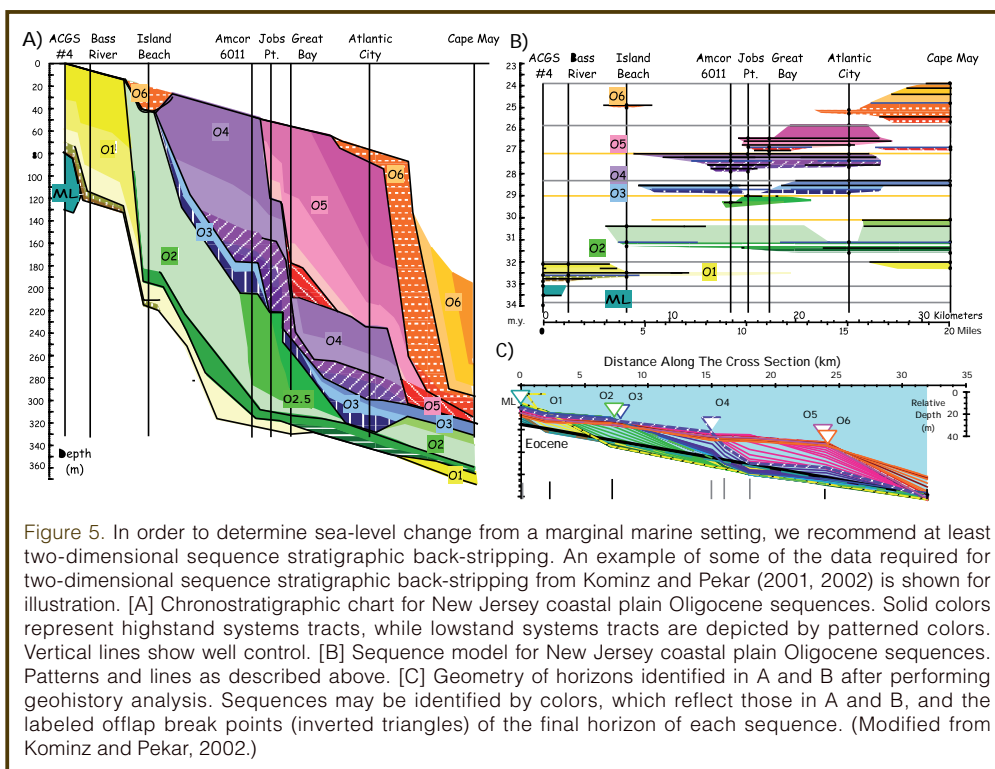 A)
ACGS #4 Bass River Island Beach Amcor 6011 Jobs Pt. Great Bay Atlantic City Cape May
0
20
40
60
80
100
120
140
160
180
200
220
240
260
280
300
320
340
360
Depth (m)
O6
O1
ML
O4
O5
O6
O3
O2
O6
O4
O2.5
O3
O5
O3
O2
O1
B)
ACGS #4 Bass River Island Beach Amcor 6011 Jobs Pt. Great Bay Atlantic City Cape May
23
24
25
26
27
28
29
30
31
32
33
34
m.y.
O6
O5
O4
O3
O2
O1
ML
0 10 20 30 Kilometers
0 5 10 15 20 Miles
C)
Distance Along The Cross Section (km)
0 5 10 15 20 25 30 35
ML O1 O2 O3 O4 O5 O6
Relative Depth (m)
0
20
40
Eocene
Figure 5. In order to determine sea-level change from a marginal marine setting, we recommend at least
two-dimensional sequence stratigraphic back-stripping. An example of some of the data required for
two-dimensional sequence stratigraphic back-stripping from Kominz and Pekar (2001, 2002) is shown for
illustration. [A] Chronostratigraphic chart for New Jersey coastal plain Oligocene sequences. Solid colors
represent highstand systems tracts, while lowstand systems tracts are depicted by patterned colors.
Vertical lines show well control. [B] Sequence model for New Jersey coastal plain Oligocene sequences.
Patterns and lines as described above. [C] Geometry of horizons identified in A and B after performing
geohistory analysis. Sequences may be identified by colors, which reflect those in A and B, and the
labeled offlap break points (inverted triangles) of the final horizon of each sequence. (Modified from
Kominz and Pekar, 2002.)